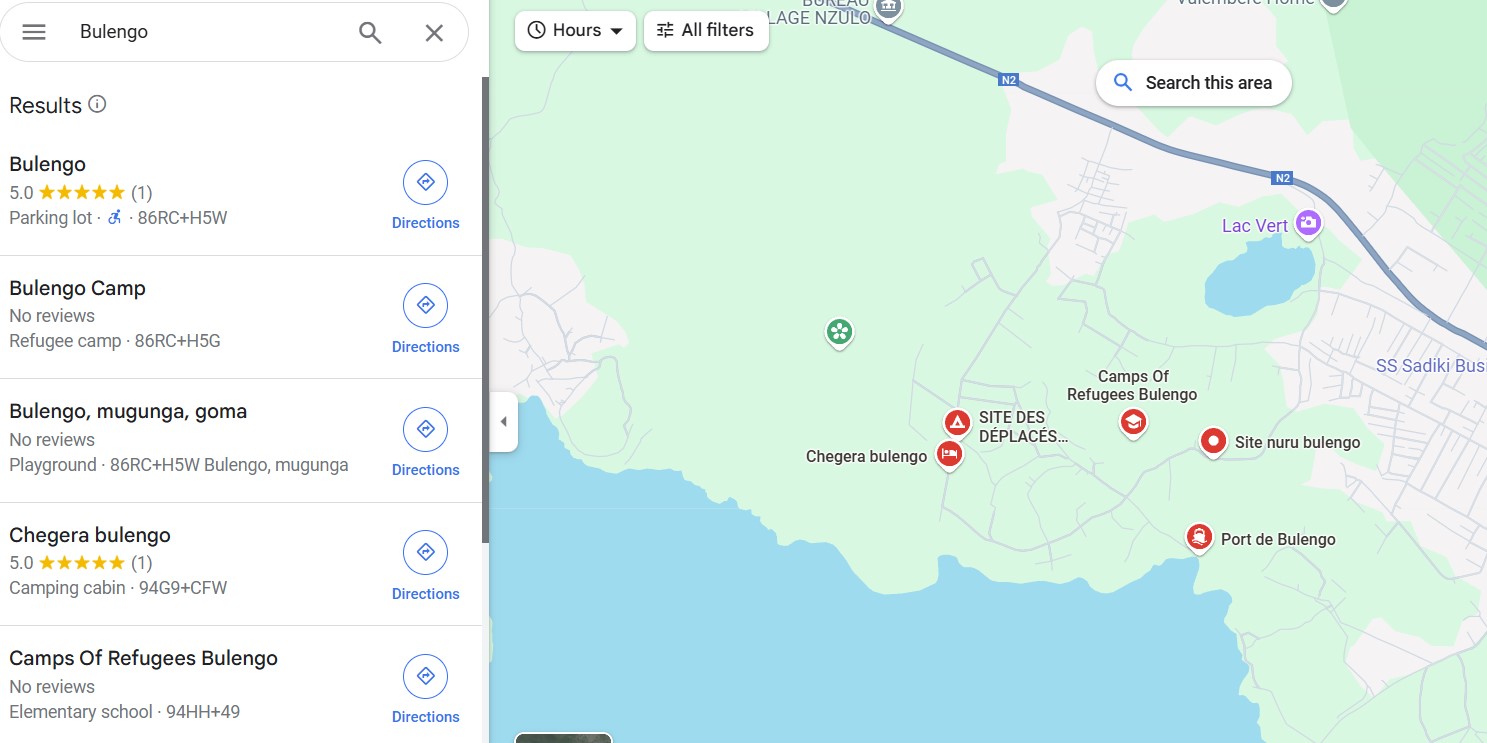 Bulengo
Results
Bulengo
5.0 (1)
Parking lot · · 86RC+H5W
Directions
Bulengo Camp
No reviews
Refugee camp · 86RC+H5G
Directions
Bulengo, mugunga, goma
No reviews
Playground · 86RC+H5W Bulengo, mugunga
Directions
Chegera bulengo
5.0 (1)
Camping cabin · 94G9+CFW
Directions
Camps Of Refugees Bulengo
No reviews
Elementary school · 94HH+49
Directions
Hours
All filters
BUREAU
LAGE NZULO
Search this area
N2
N2
Lac Vert
SS Sadiki Busi
Camps Of
Refugees Bulengo
SITE DES
DÉPLACÉS...
Chegera bulengo
Site nuru bulengo
Port de Bulengo